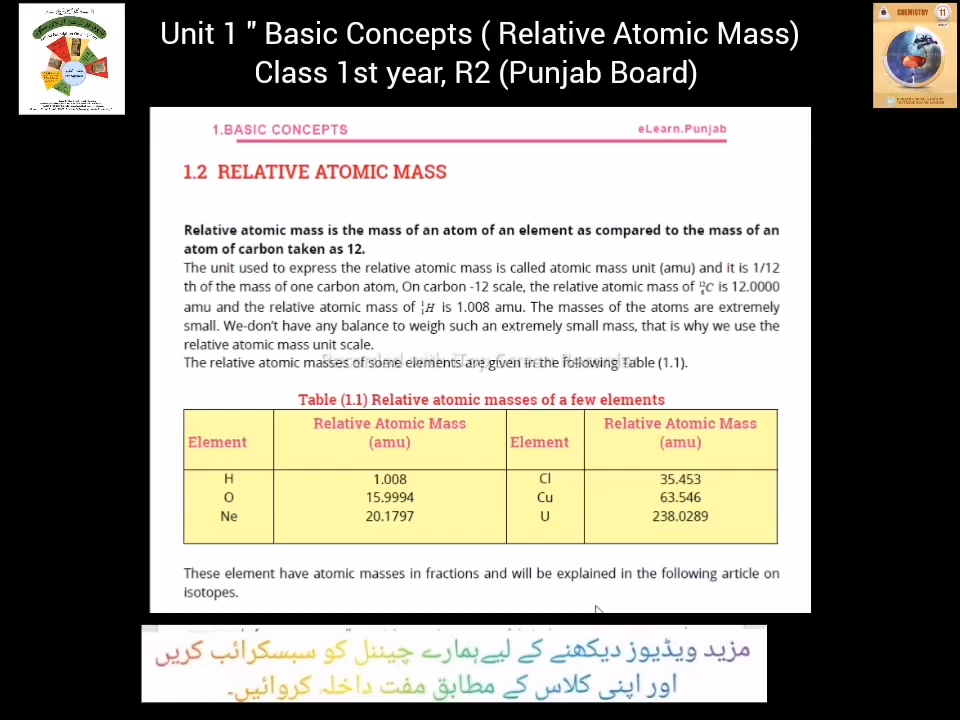 Unit 1 " Basic Concepts ( Relative Atomic Mass)
Class 1st year, R2 (Punjab Board)
CHEMISTRY 11
1.BASIC CONCEPTS eLearn.Punjab
1.2 RELATIVE ATOMIC MASS
Relative atomic mass is the mass of an atom of an element as compared to the mass of an
atom of carbon taken as 12.
The unit used to express the relative atomic mass is called atomic mass unit (amu) and it is 1/12
th of the mass of one carbon atom, On carbon -12 scale, the relative atomic mass of ¹²₆C is 12.0000
amu and the relative atomic mass of ¹₁H is 1.008 amu. The masses of the atoms are extremely
small. We-don't have any balance to weigh such an extremely small mass, that is why we use the
relative atomic mass unit scale.
The relative atomic masses of some elements are given in the following Table (1.1).
Recorded with iTop Screen Recorder
Table (1.1) Relative atomic masses of a few elements
Element Relative Atomic Mass (amu) Element Relative Atomic Mass (amu)
H 1.008 Cl 35.453
O 15.9994 Cu 63.546
Ne 20.1797 U 238.0289
These element have atomic masses in fractions and will be explained in the following article on
isotopes.
مزید ویڈیوز دیکھنے کے لیے ہمارے چیننل کو سبسکرائب کریں
اور اپنی کلاس کے مطابق مفت داخلہ کروائیں۔